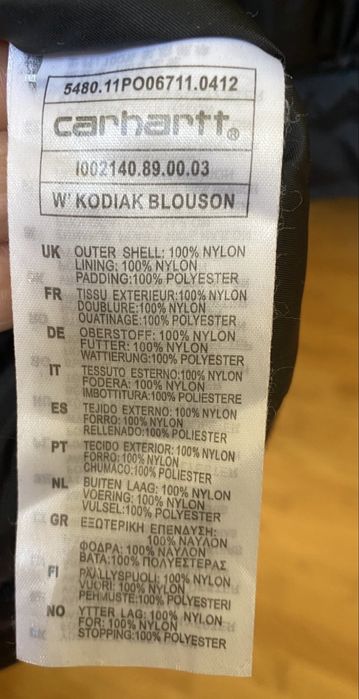 5480.11PO06711.0412
carhartt®
I002140.89.00.03
W' KODIAK BLOUSON
UK OUTER SHELL: 100% NYLON
LINING: 100% NYLON
PADDING:100% POLYESTER
FR TISSU EXTERIEUR:100% NYLON
DOUBLURE:100% NYLON
OUATINAGE:100% POLYESTER
DE OBERSTOFF: 100% NYLON
FUTTER: 100% NYLON
WATTIERUNG:100% POLYESTER
IT TESSUTO ESTERNO:100% NYLON
FODERA: 100% NYLON
IMBOTTITURA:100% POLIESTERE
ES TEJIDO EXTERNO: 100% NYLON
FORRO: 100% NYLON
RELLENADO:100% POLIESTER
PT TECIDO EXTERIOR: 100% NYLON
FORRO: 100% NYLON
CHUMACO:100% POLIESTER
NL BUITEN LAAG: 100% NYLON
VOERING: 100% NYLON
VULSEL:100% POLYESTER
GR ΕΞΩΤΕΡΙΚΗ ΕΠΕΝΔΥΣΗ:
100% ΝΑΥΛΟΝ
ΦΟΔΡΑ: 100% ΝΑΥΛΟΝ
ΒΑΤΑ:100% ΠΟΛΥΕΣΤΕΡΑΣ
FI PÄÄLLYSPUOLI: 100% NYLON
VUORI: 100% NYLON
PEHMUSTE:100% POLYESTERI
NO YTTER LAG: 100% NYLON
FOR: 100% NYLON
STOPPING:100% POLYESTER